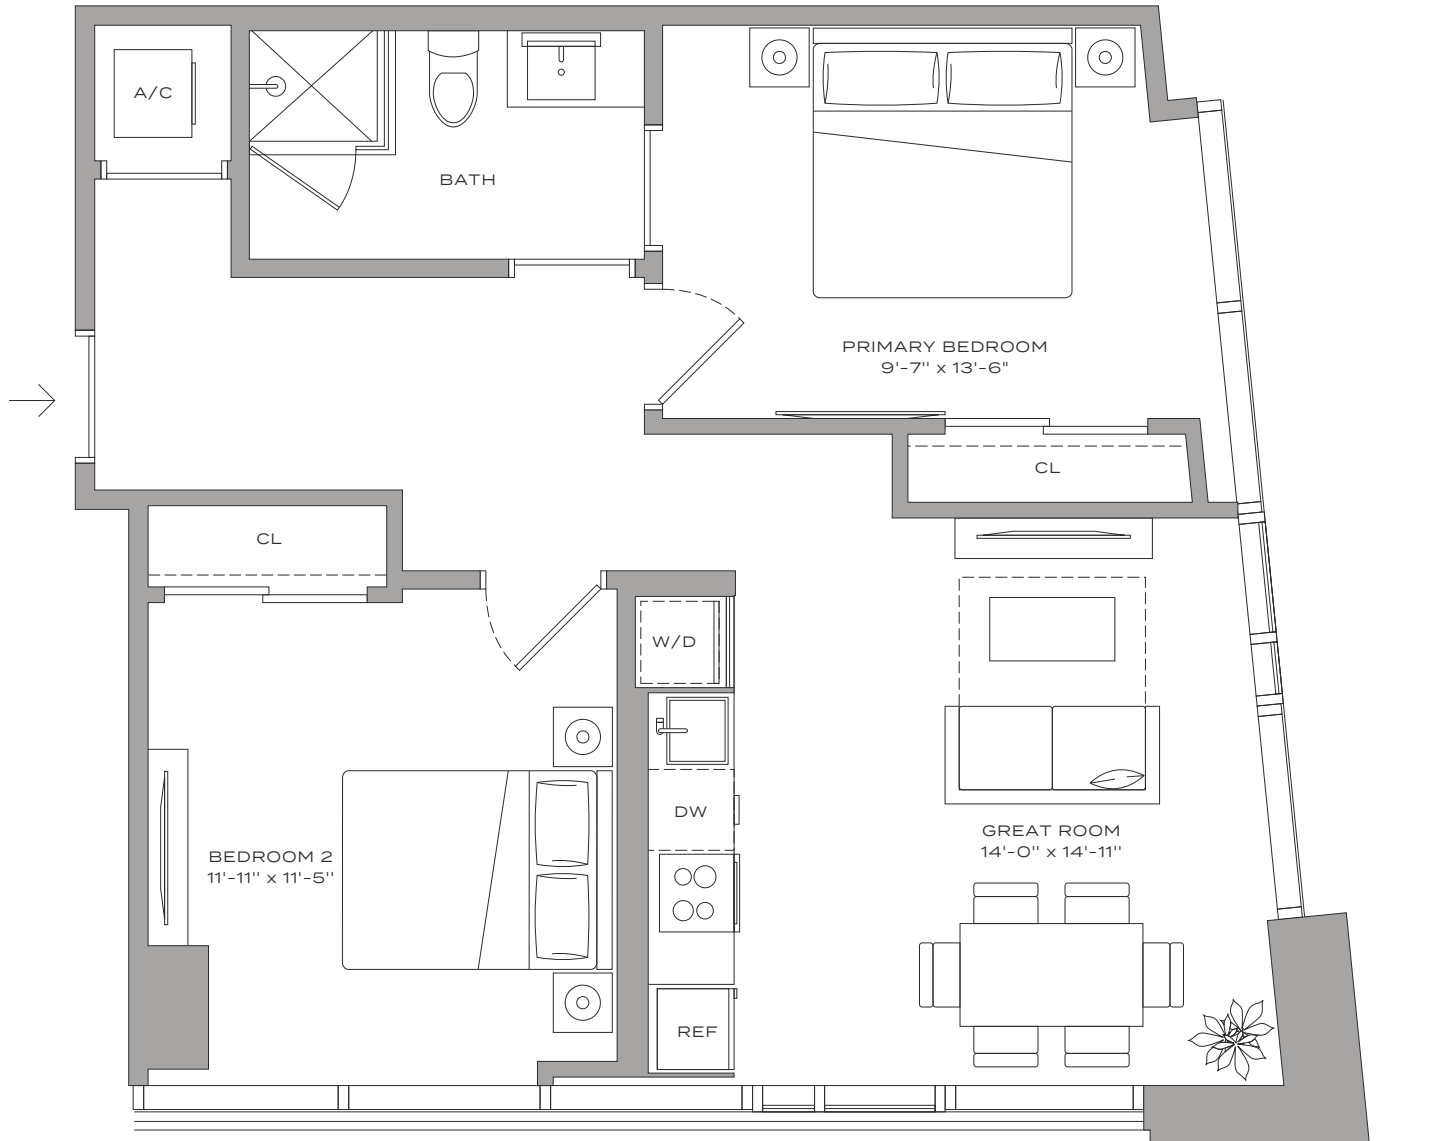 A/C
BATH
PRIMARY BEDROOM
9'-7" x 13'-6"
CL
CL
W/D
DW
GREAT ROOM
14'-0" x 14'-11"
BEDROOM 2
11'-11" x 11'-5"
REF